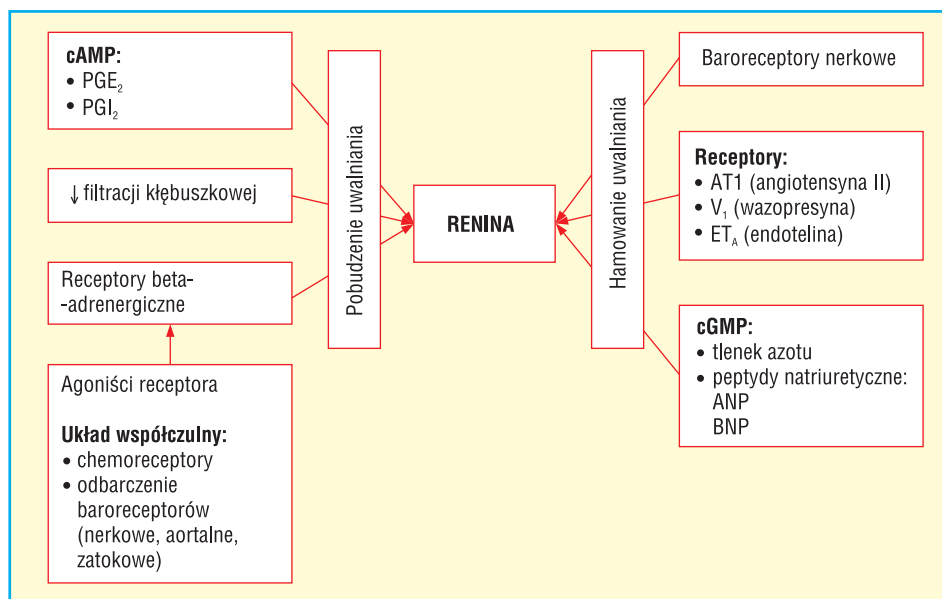 cAMP:
• PGE₂
• PGI₂
↓ filtracji kłębuszkowej
Receptory beta-
-adrenergiczne
Agoniści receptora
Układ współczulny:
• chemoreceptory
• odbarczenie
baroreceptorów
(nerkowe, aortalne,
zatokowe)
Pobudzenie uwalniania
RENINA
Hamowanie uwalniania
Baroreceptory nerkowe
Receptory:
• AT1 (angiotensyna II)
• V₁ (wazopresyna)
• ET_A (endotelina)
cGMP:
• tlenek azotu
• peptydy natriuretyczne:
ANP
BNP